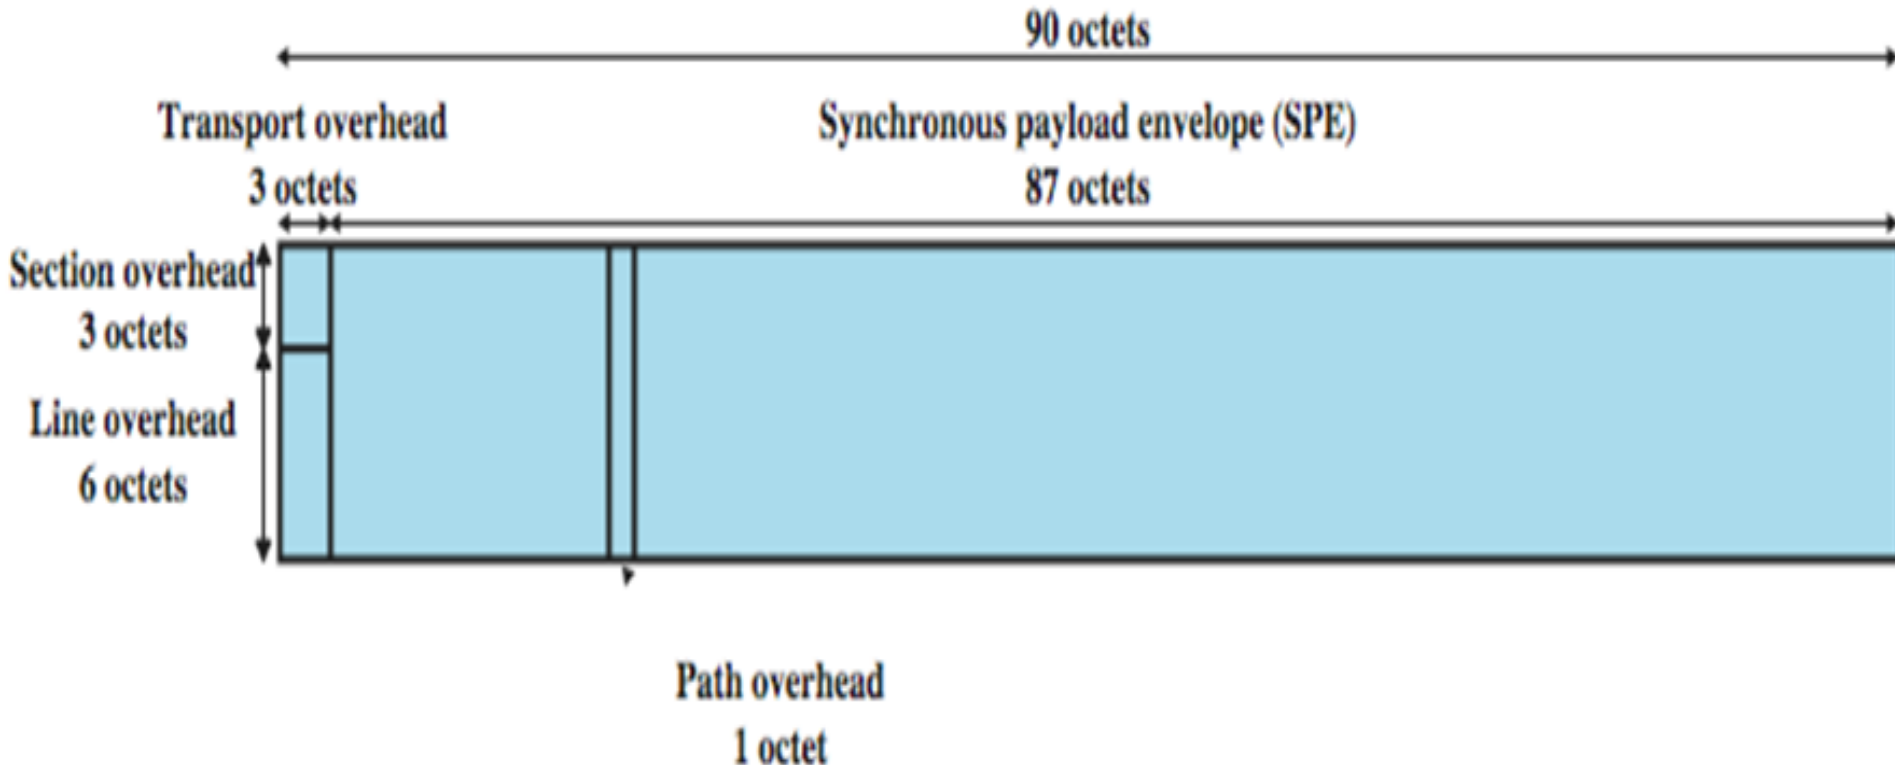 90 octets
Transport overhead
3 octets
Synchronous payload envelope (SPE)
87 octets
Section overhead
3 octets
Line overhead
6 octets
Path overhead
1 octet